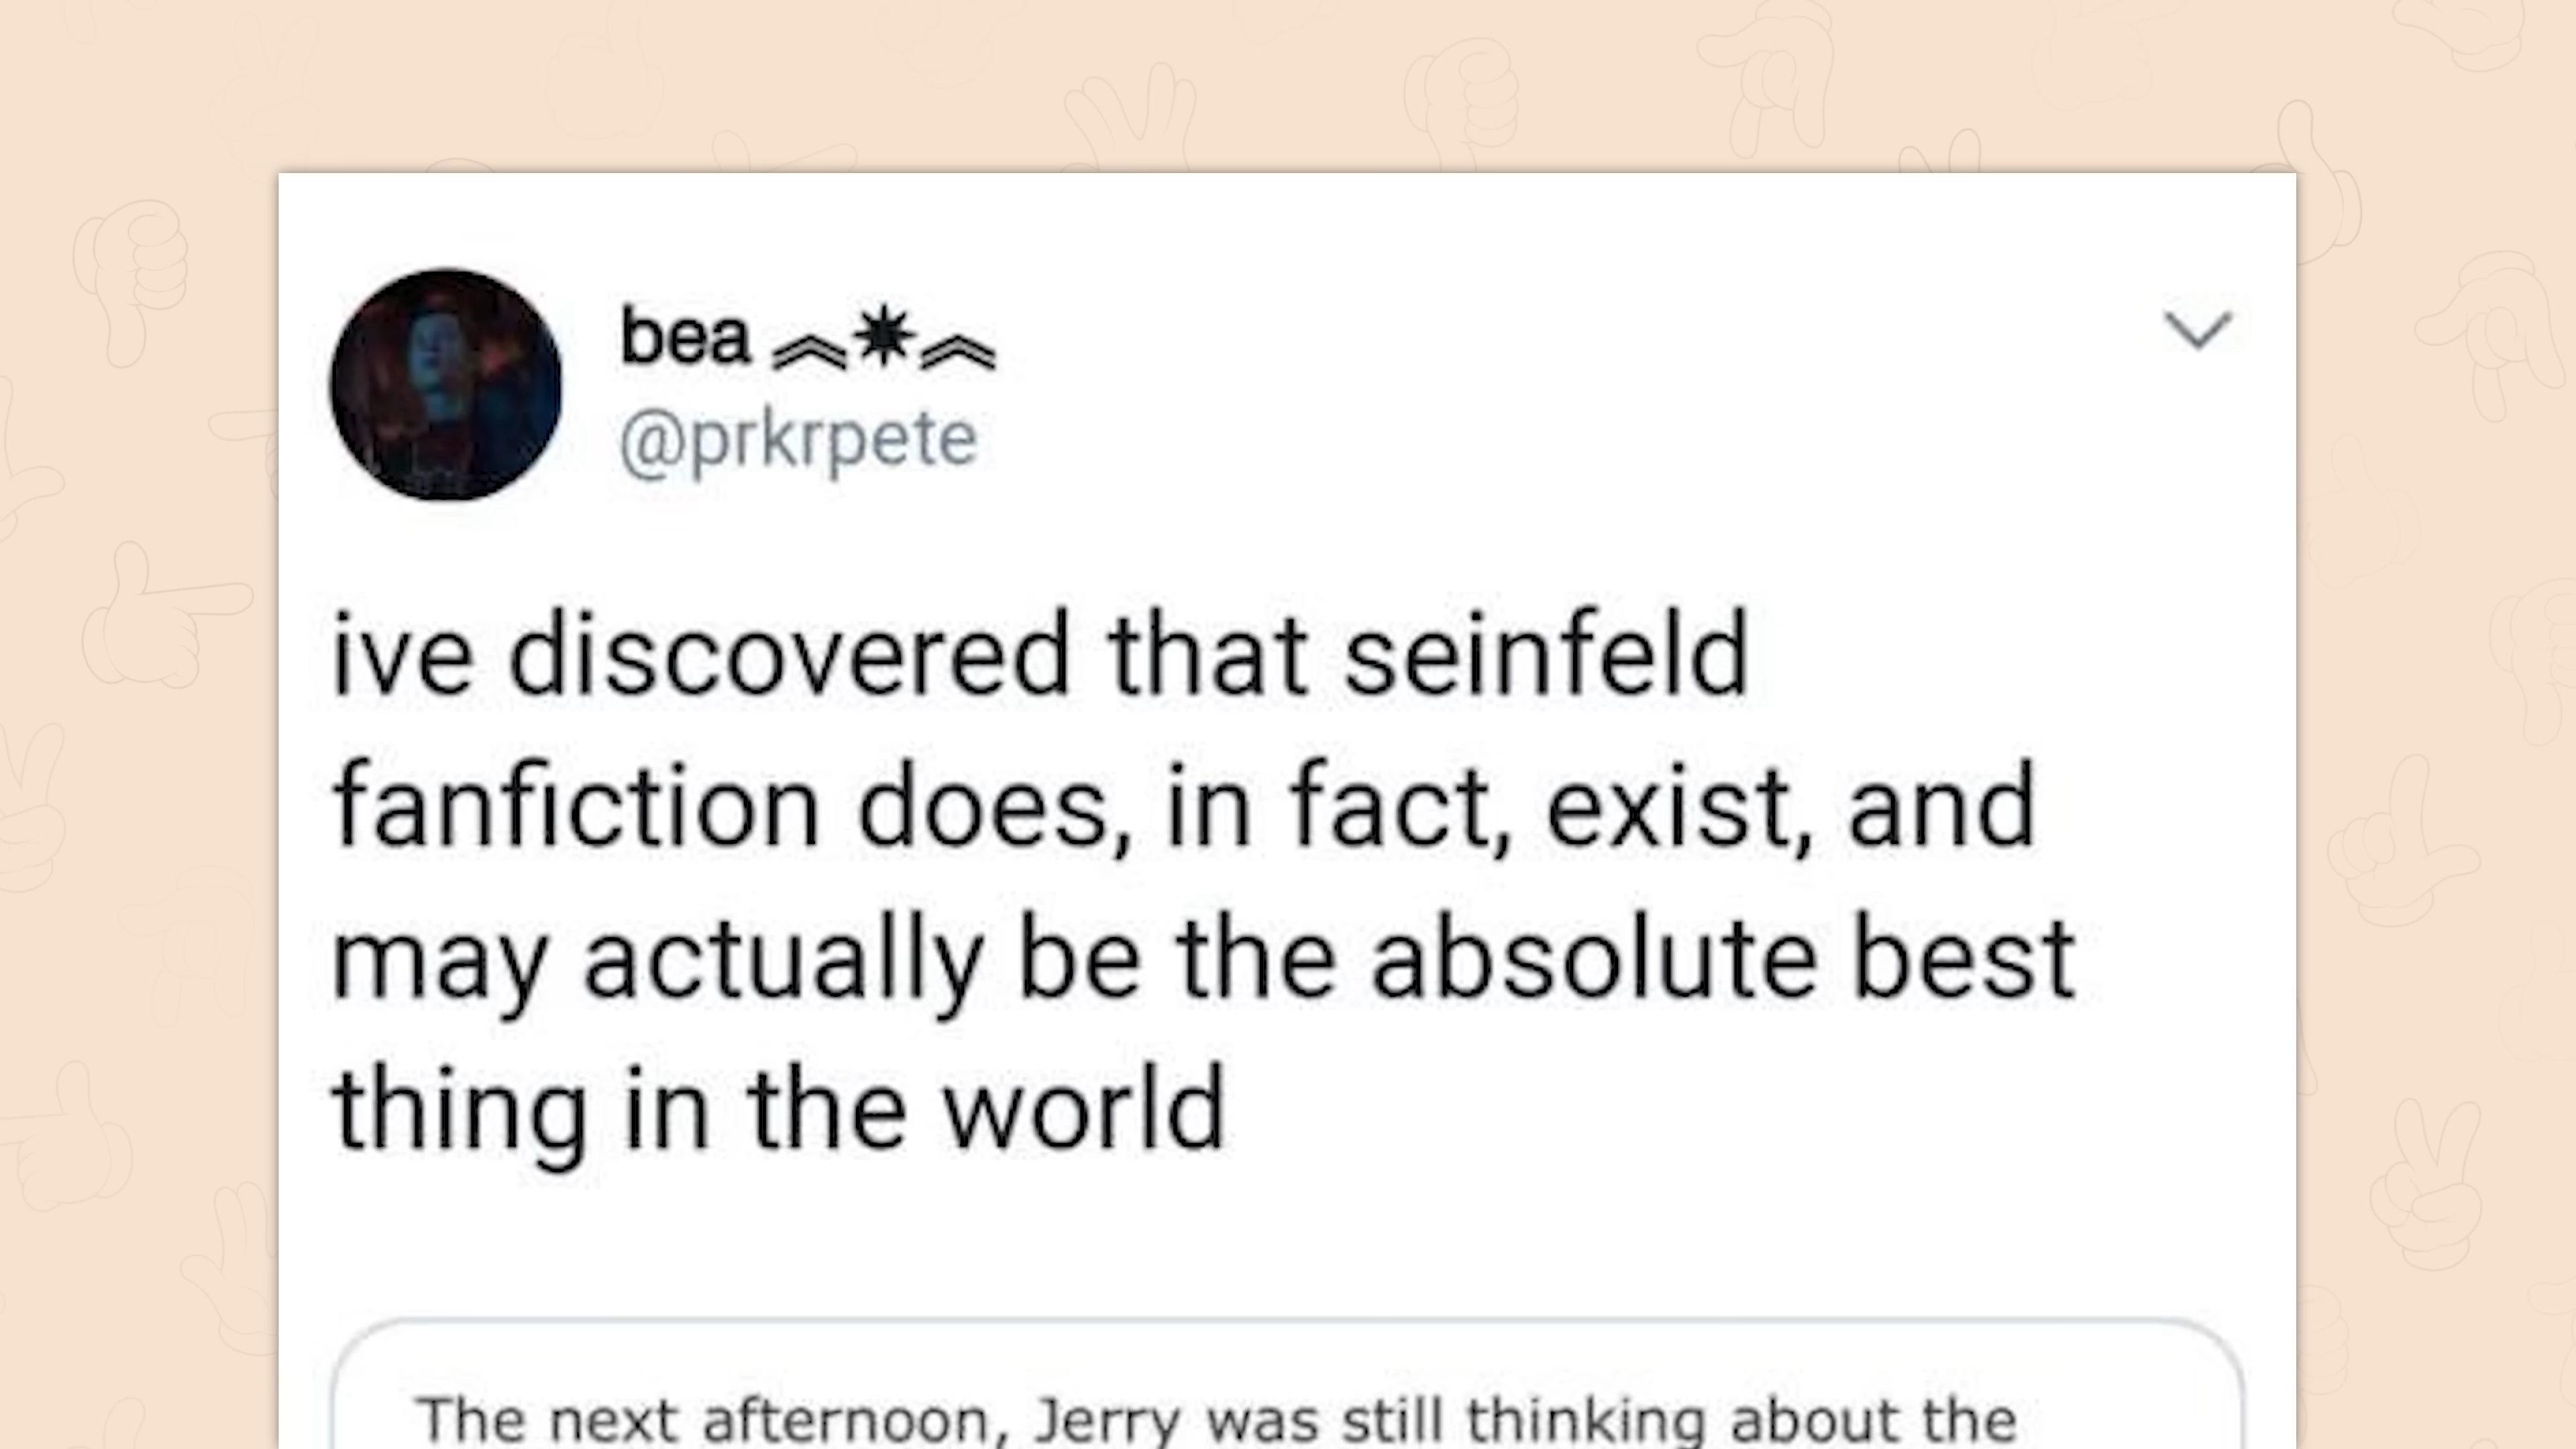 bea ︽✷︽
@prkrpete
ive discovered that seinfeld
fanfiction does, in fact, exist, and
may actually be the absolute best
thing in the world
The next afternoon, Jerry was still thinking about the